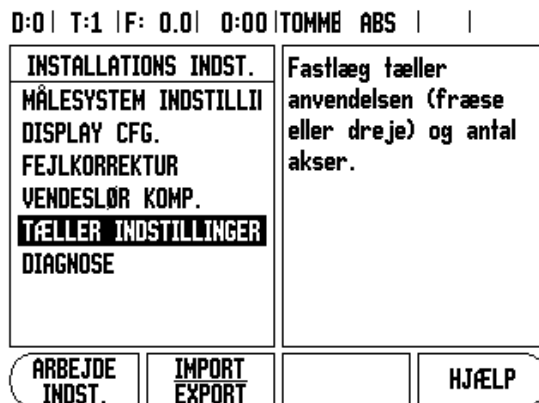 D:0| T:1 |F: 0.0| 0:00|TOMME ABS | |
INSTALLATIONS INDST.
MÅLESYSTEM INDSTILLI
DISPLAY CFG.
FEJLKORREKTUR
VENDESLØR KOMP.
TÆLLER INDSTILLINGER
DIAGNOSE
Fastlæg tæller
anvendelsen (fræse
eller dreje) og antal
akser.
ARBEJDE
INDST.
IMPORT
EXPORT
HJÆLP